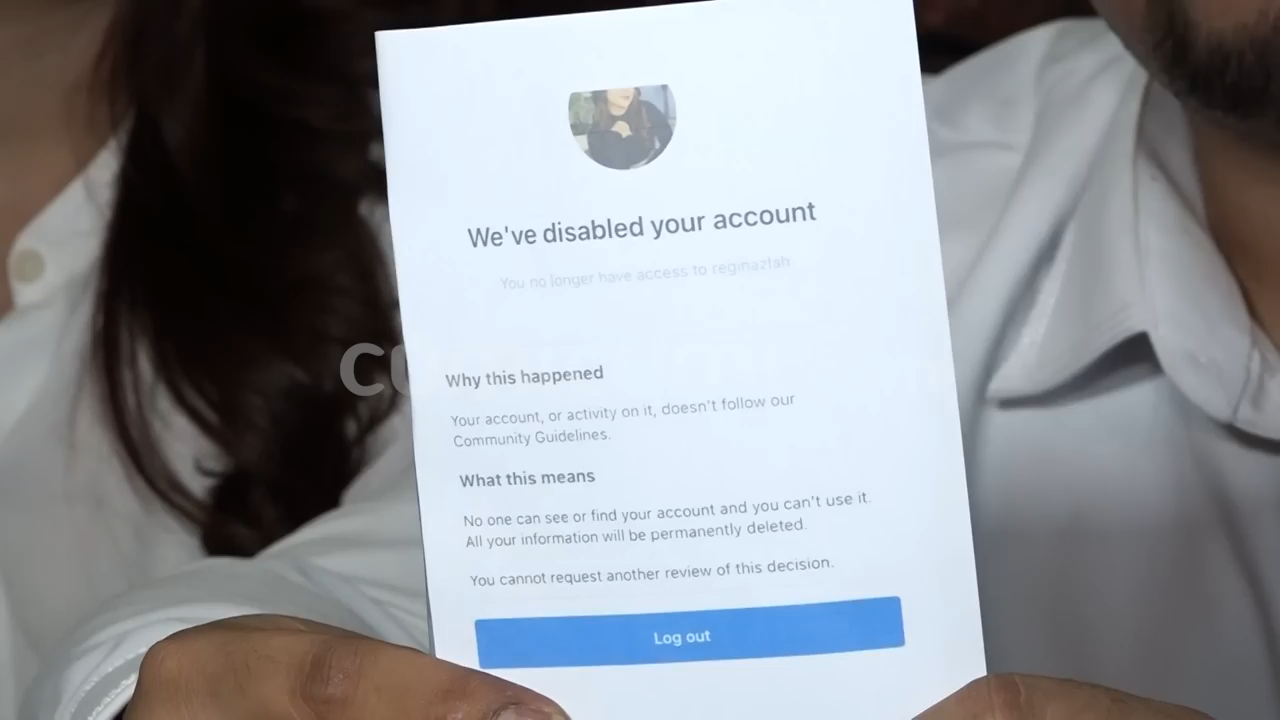 We've disabled your account
You no longer have access to
Why this happened
Your account, or activity on it, doesn't follow our
Community Guidelines.
What this means
No one can see or find your account and you can't use it.
All your information will be permanently deleted.
You cannot request another review of this decision.
Log out